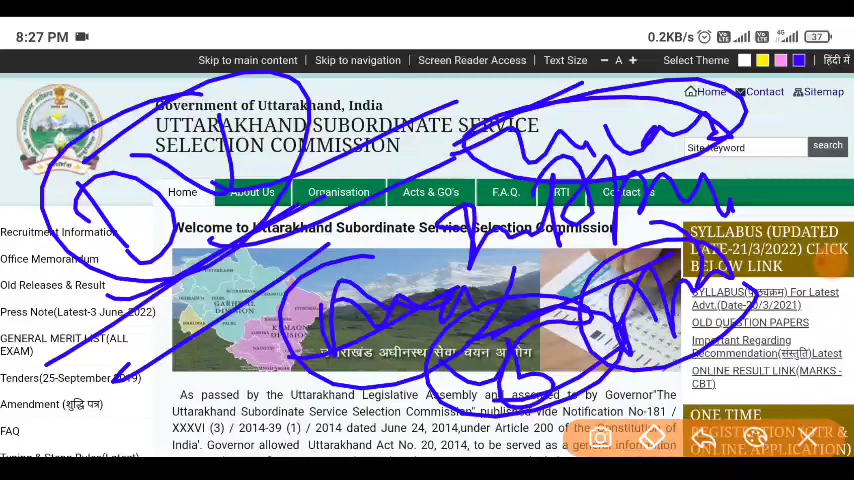 8:27 PM 0.2KB/s 4G 37
Skip to main content | Skip to navigation | Screen Reader Access | Text Size − A + Select Theme | हिंदी में
Home Contact Sitemap
Government of Uttarakhand, India
UTTARAKHAND SUBORDINATE SERVICE
SELECTION COMMISSION
Site Keyword search
Home About Us Organisation Acts & GO's F.A.Q. RTI Contact Us
Recruitment Information
Office Memorandum
Old Releases & Result
Press Note(Latest-3 June, 2022)
GENERAL MERIT LIST(ALL
EXAM)
Tenders(25-September,2019)
Amendment (शुद्धि पत्र)
FAQ
Welcome to Uttarakhand Subordinate Service Selection Commission
GARHWAL
DIVISION
KUMAON
DIVISION
उत्तराखंड अधीनस्थ सेवा चयन आयोग
As passed by the Uttarakhand Legislative Assembly and assented to by Governor"The
Uttarakhand Subordinate Service Selection Commission" published vide Notification No-181 /
XXXVI (3) / 2014-39 (1) / 2014 dated June 24, 2014,under Article 200 of the Constitution of
India'. Governor allowed Uttarakhand Act No. 20, 2014, to be served as a general information
SYLLABUS (UPDATED
DATE-21/3/2022) CLICK
BELOW LINK
SYLLABUS(पाठ्यक्रम) For Latest
Advt.(Date-20/3/2021)
OLD QUESTION PAPERS
Important Regarding
Recommendation(संस्तुति)Latest
ONLINE RESULT LINK(MARKS -
CBT)
ONE TIME
REGISTRATION (OTR &
ONLINE APPLICATION)